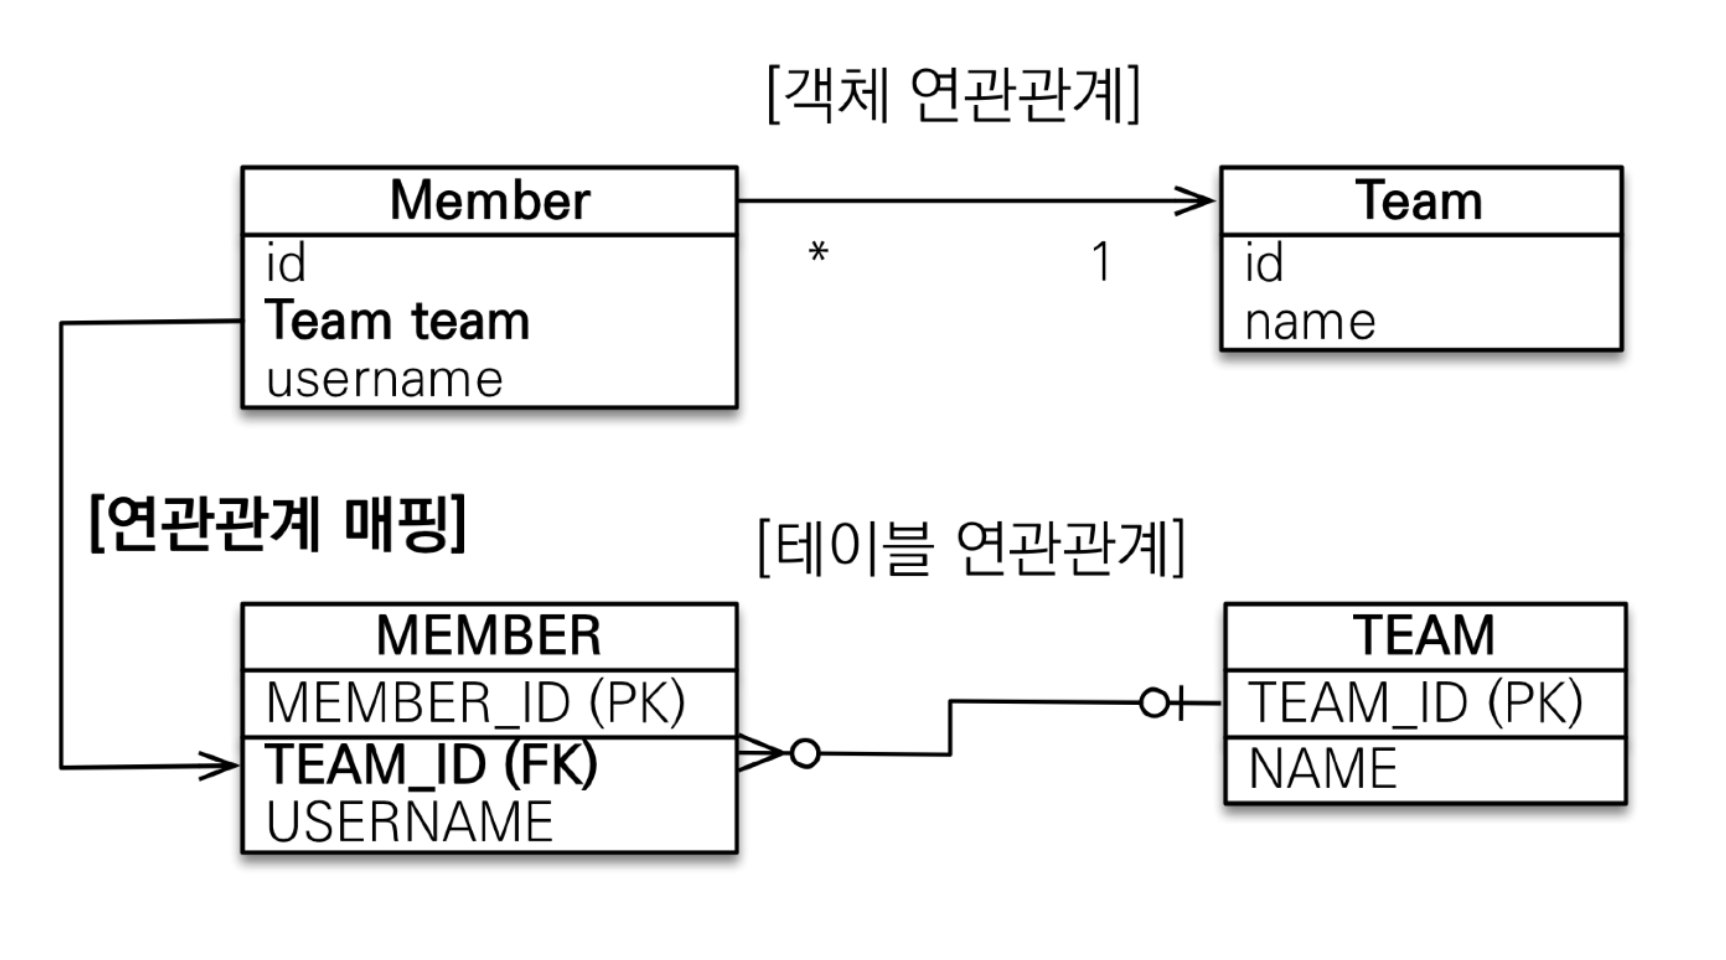 [객체 연관관계]
Member
id
Team team
username
* 1
Team
id
name
[연관관계 매핑]
[테이블 연관관계]
MEMBER
MEMBER_ID (PK)
TEAM_ID (FK)
USERNAME
TEAM
TEAM_ID (PK)
NAME